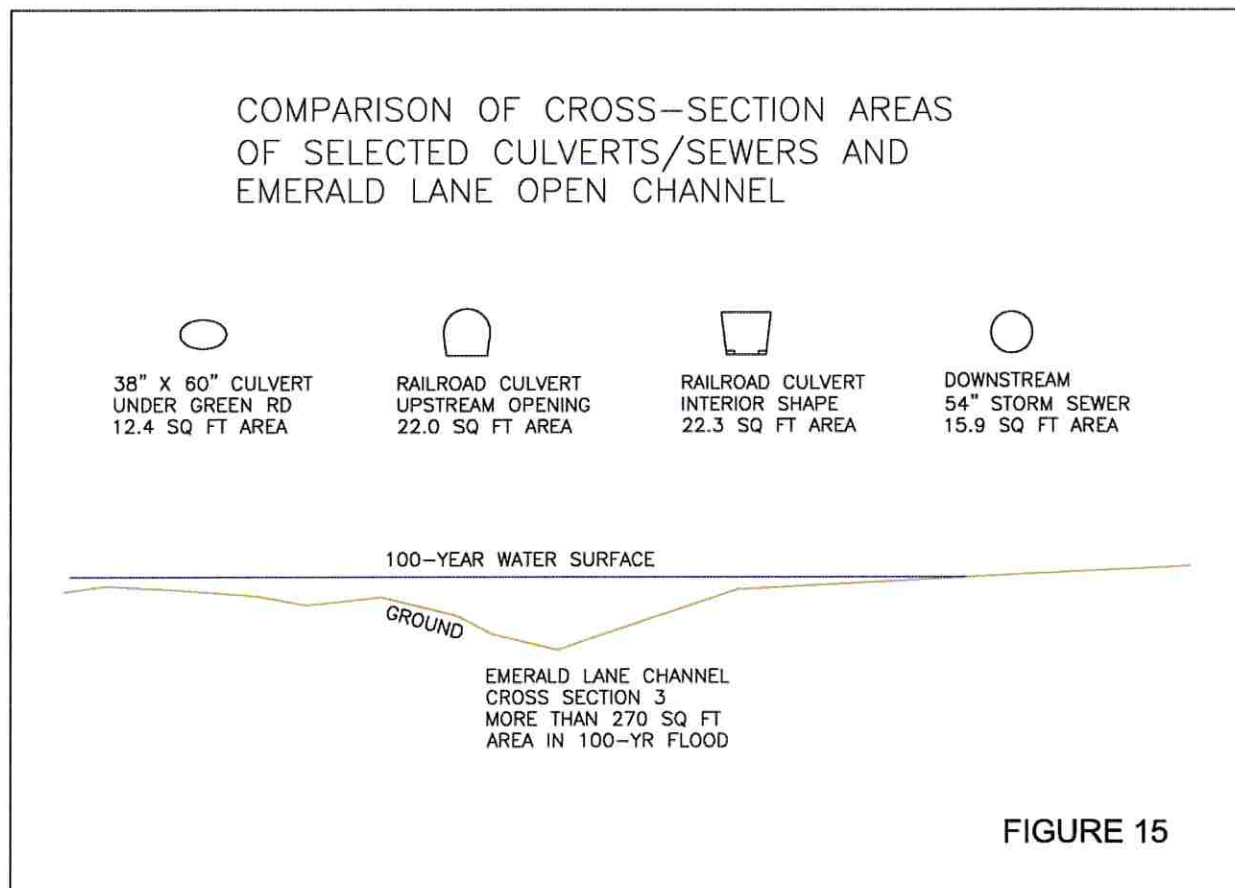 COMPARISON OF CROSS-SECTION AREAS
OF SELECTED CULVERTS/SEWERS AND
EMERALD LANE OPEN CHANNEL
38" X 60" CULVERT
UNDER GREEN RD
12.4 SQ FT AREA
RAILROAD CULVERT
UPSTREAM OPENING
22.0 SQ FT AREA
RAILROAD CULVERT
INTERIOR SHAPE
22.3 SQ FT AREA
DOWNSTREAM
54" STORM SEWER
15.9 SQ FT AREA
100-YEAR WATER SURFACE
GROUND
EMERALD LANE CHANNEL
CROSS SECTION 3
MORE THAN 270 SQ FT
AREA IN 100-YR FLOOD
FIGURE 15